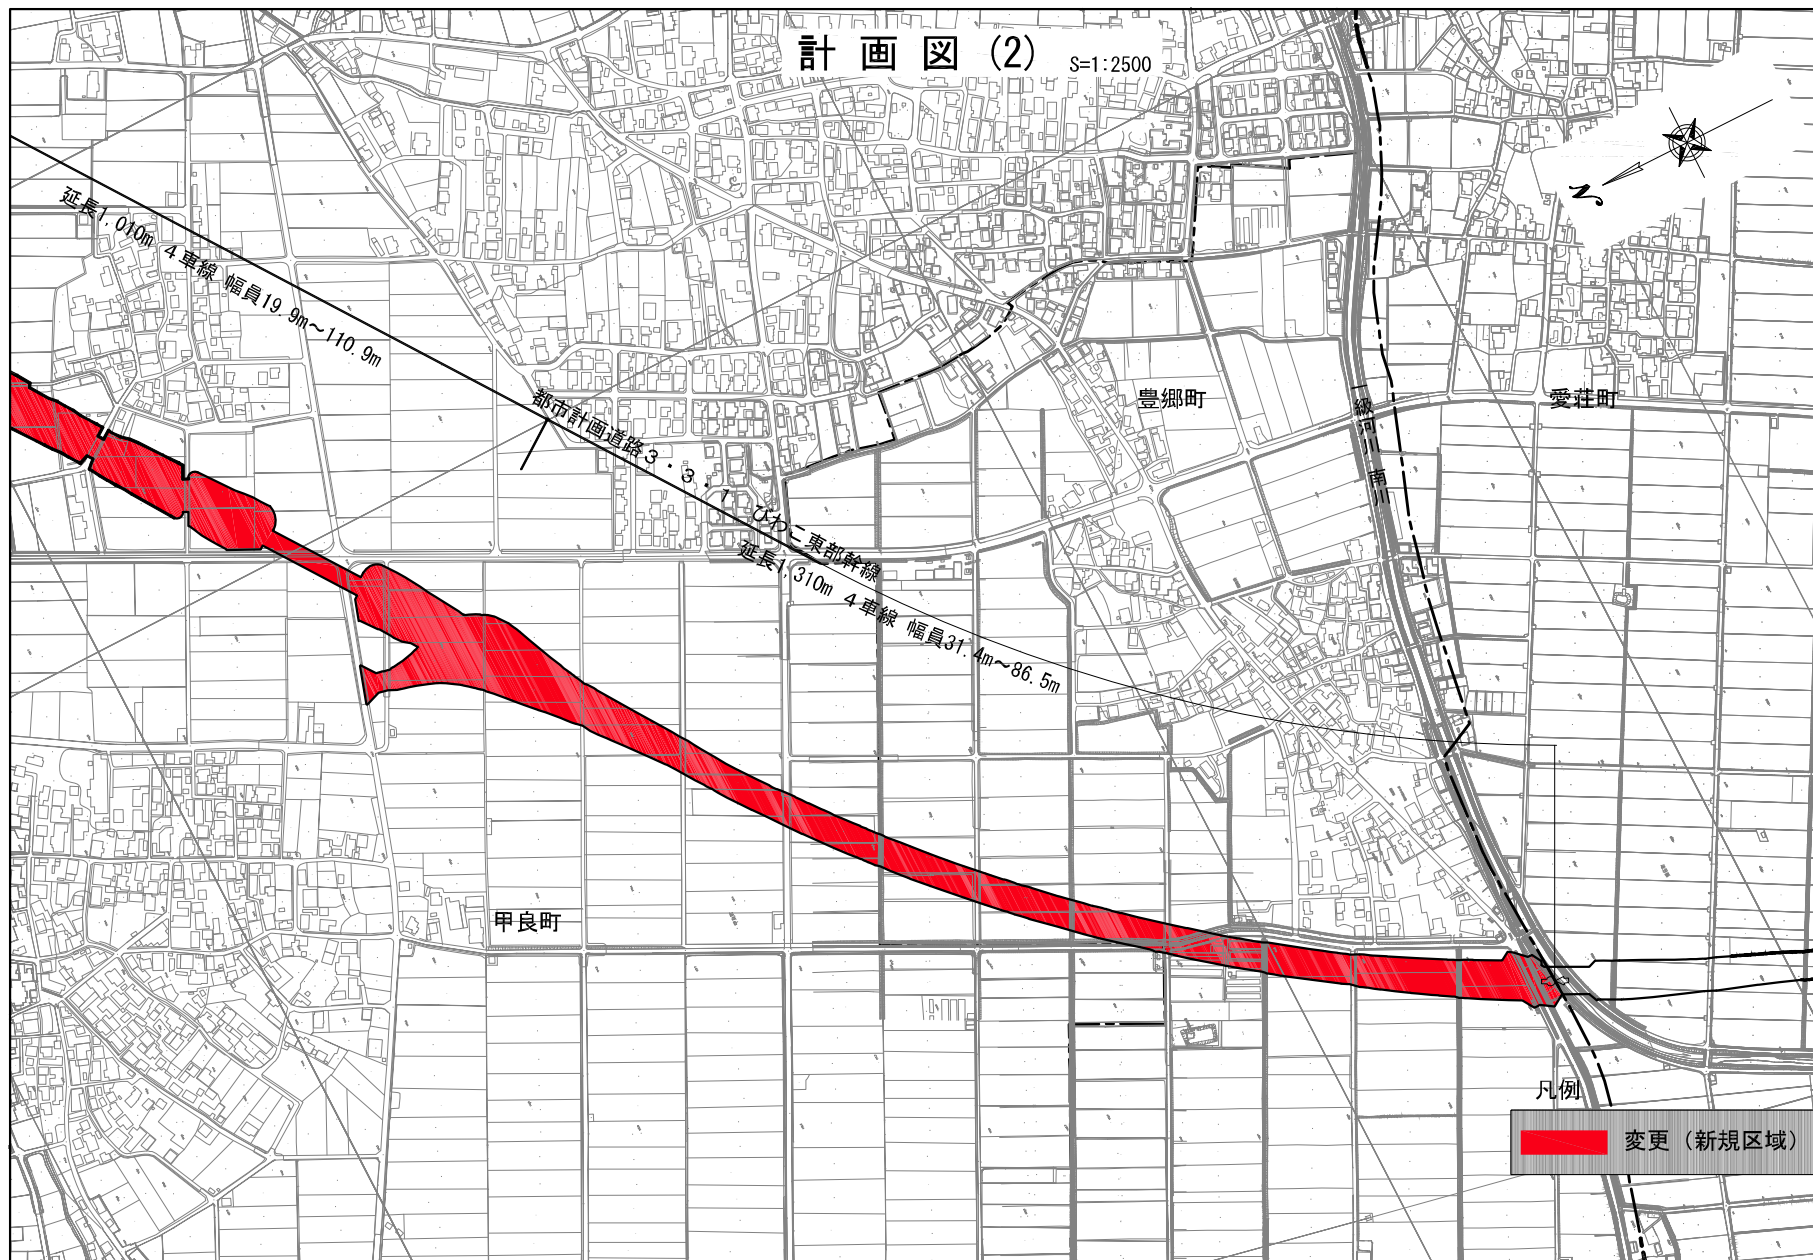 計画図 (2) S=1:2500
延長1,010m 4車線 幅員19.9m～110.9m
都市計画道路3・3・1 びわこ東部幹線
延長1,310m 4車線 幅員31.4m～86.5m
豊郷町
一級河川 南川
愛荘町
甲良町
凡例
変更（新規区域）